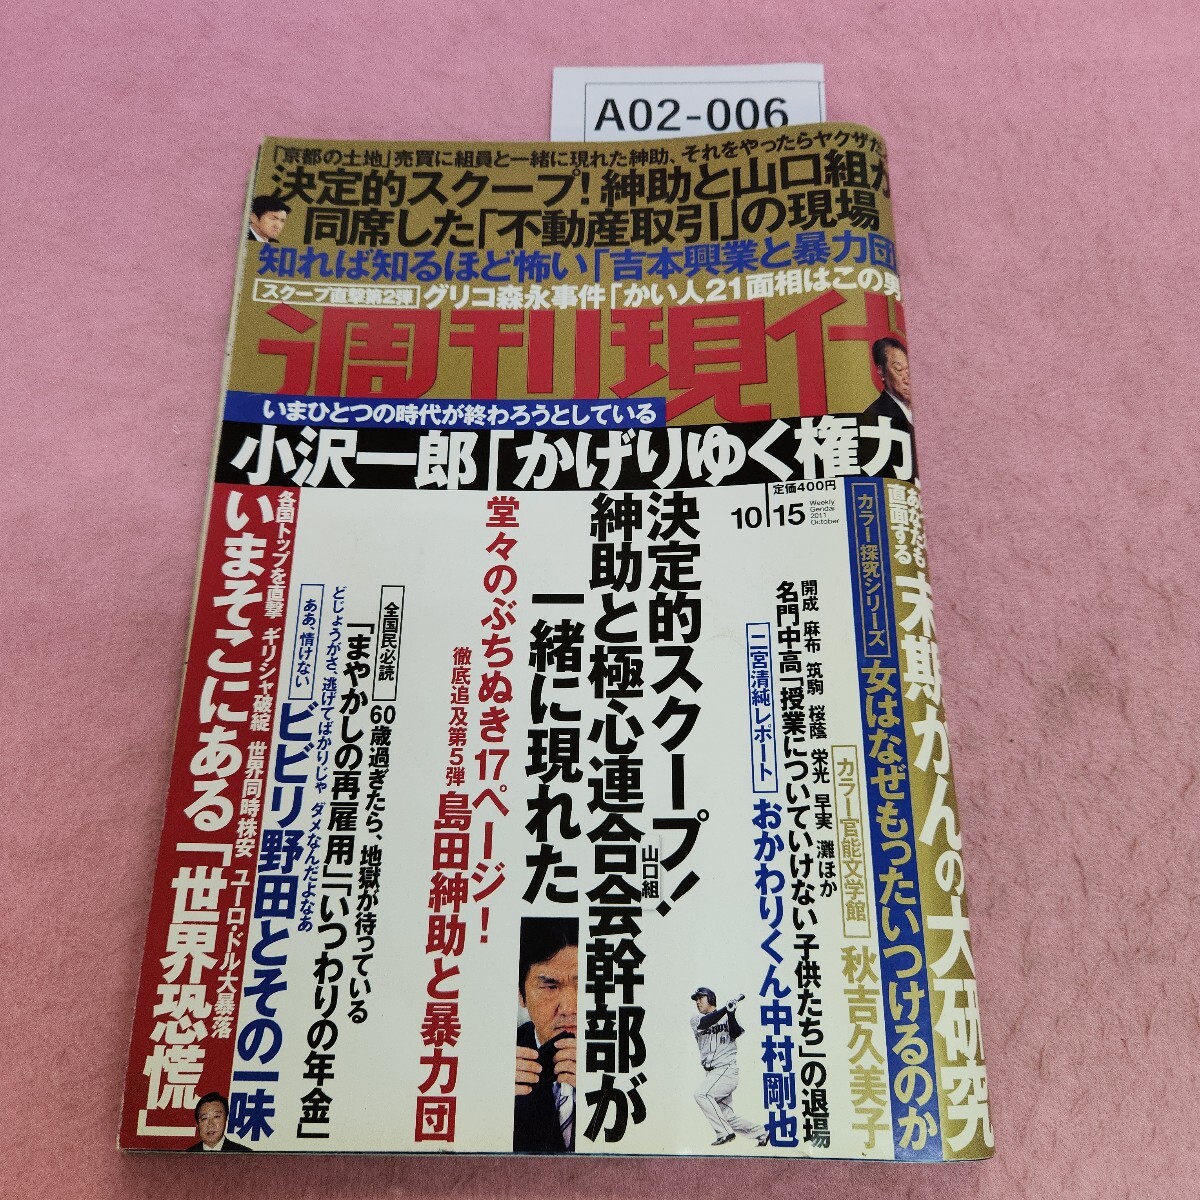 A02-006
「京都の土地」売買に組員と一緒に現れた紳助、それをやったらヤクザだ
決定的スクープ!紳助と山口組が
同席した「不動産取引」の現場
知れば知るほど怖い「吉本興業と暴力団
スクープ直撃第2弾 グリコ森永事件「かい人21面相はこの男
週刊現代
いまひとつの時代が終わろうとしている
小沢一郎「かげりゆく権力
定価400円
10|15
Weekly
Gendai
2011
October
あなたも
直面する
末期がんの大研究
カラー探究シリーズ
女はなぜもったいつけるのか
カラー官能文学館
秋吉久美子
開成 麻布 筑駒 桜蔭 栄光 早実 灘ほか
名門中高「授業についていけない子供たち」の退場
二宮清純レポート
おかわりくん中村剛也
決定的スクープ!
紳助と極心連合会幹部が
山口組
一緒に現れた
堂々のぶちぬき17ページ!
徹底追及第5弾
島田紳助と暴力団
全国民必読
60歳過ぎたら、地獄が待っている
「まやかしの再雇用」「いつわりの年金」
どじょうがさ、逃げてばかりじゃ ダメなんだよなあ
ああ、情けない
ビビリ野田とその一味
各国トップを直撃 ギリシャ破綻 世界同時株安 ユーロ・ドル大暴落
いまそこにある「世界恐慌」